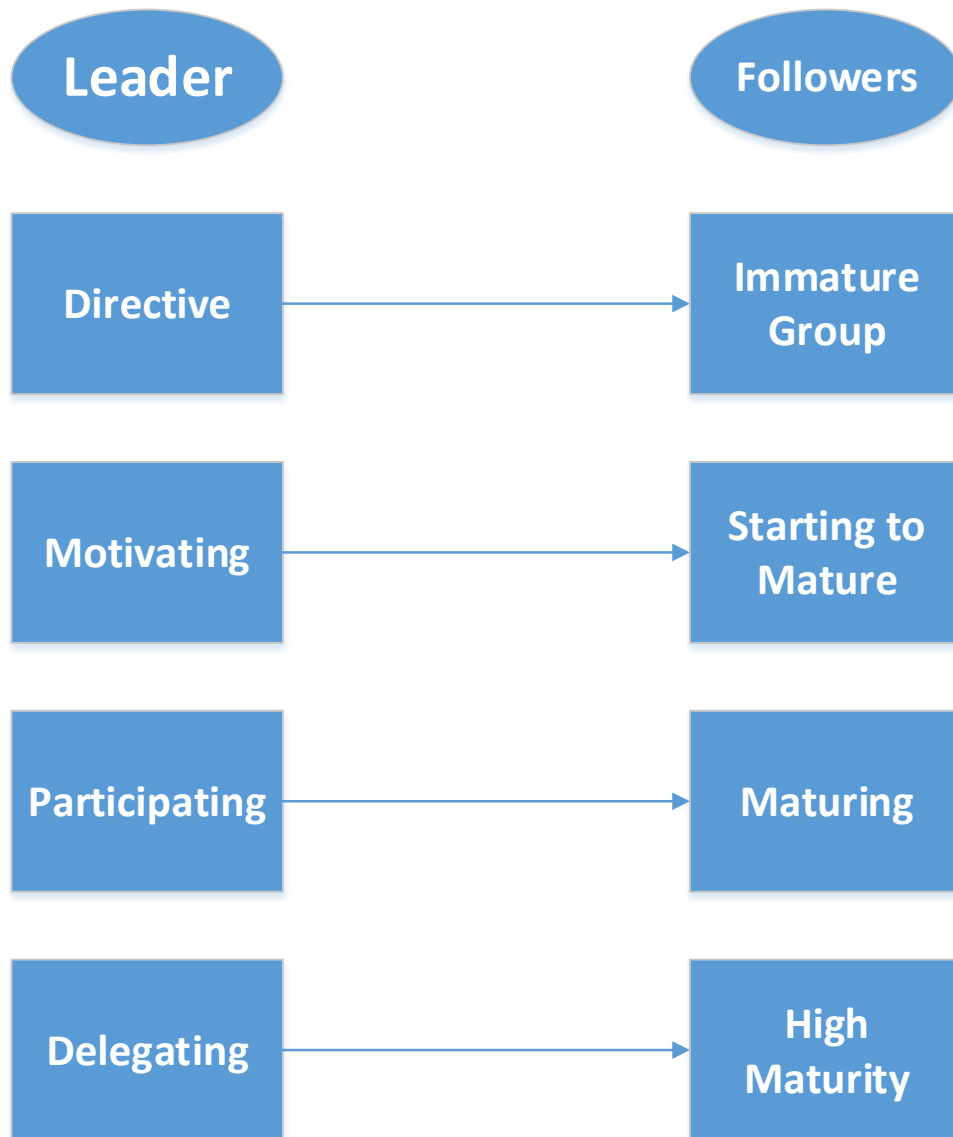 Leader
Followers
Directive
Immature
Group
Motivating
Starting to
Mature
Participating
Maturing
Delegating
High
Maturity